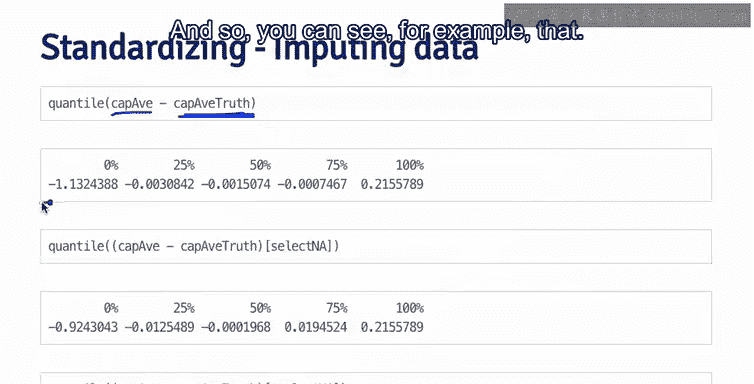 And so, you can see, for example, that.
Standardizing - Imputing data
quantile(capAve - capAveTruth)
0% 25% 50% 75% 100%
-1.1324388 -0.0030842 -0.0015074 -0.0007467 0.2155789
quantile((capAve - capAveTruth)[selectNA])
0% 25% 50% 75% 100%
-0.9243043 -0.0125489 -0.0001968 0.0194524 0.2155789